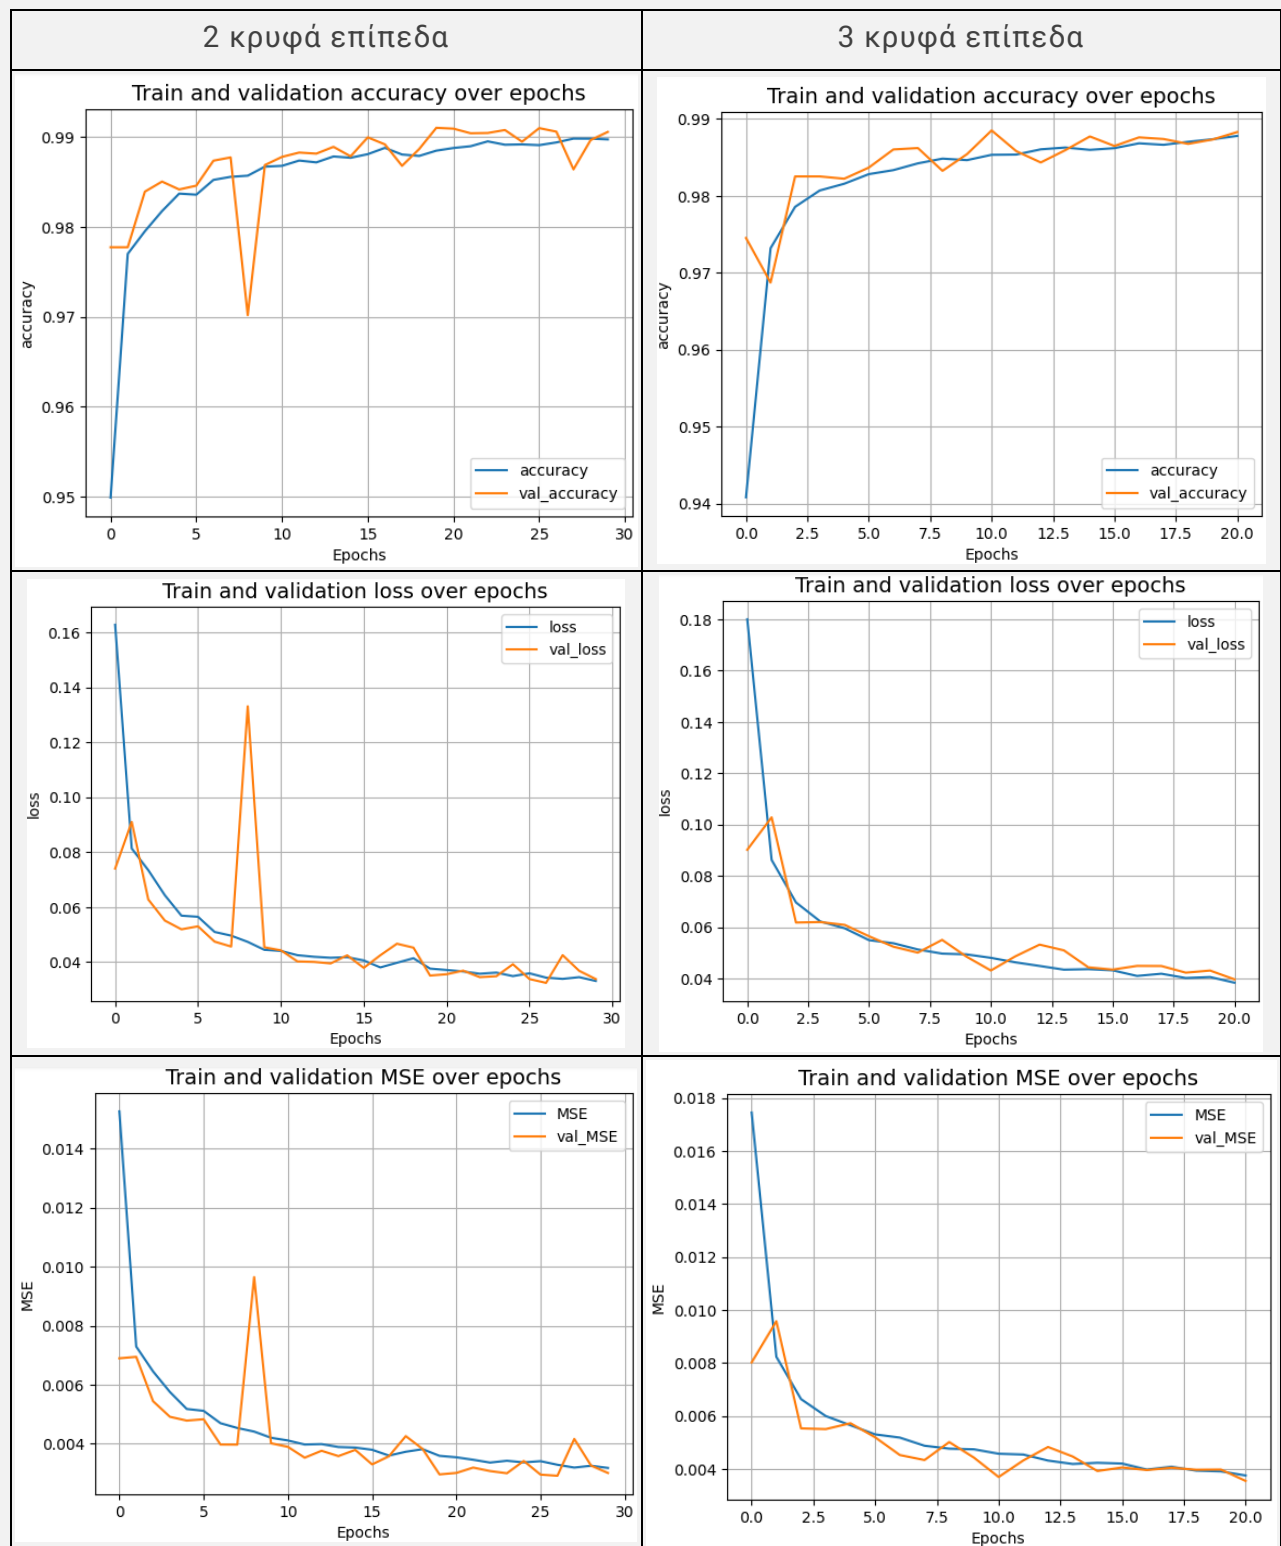 2 κρυφά επίπεδα
3 κρυφά επίπεδα
Train and validation accuracy over epochs
accuracy
0.99
0.98
0.97
0.96
0.95
accuracy
val_accuracy
0 5 10 15 20 25 30
Epochs
Train and validation accuracy over epochs
accuracy
0.99
0.98
0.97
0.96
0.95
0.94
accuracy
val_accuracy
0.0 2.5 5.0 7.5 10.0 12.5 15.0 17.5 20.0
Epochs
Train and validation loss over epochs
loss
0.16
0.14
0.12
0.10
0.08
0.06
0.04
loss
val_loss
0 5 10 15 20 25 30
Epochs
Train and validation loss over epochs
loss
0.18
0.16
0.14
0.12
0.10
0.08
0.06
0.04
loss
val_loss
0.0 2.5 5.0 7.5 10.0 12.5 15.0 17.5 20.0
Epochs
Train and validation MSE over epochs
MSE
0.014
0.012
0.010
0.008
0.006
0.004
MSE
val_MSE
0 5 10 15 20 25 30
Epochs
Train and validation MSE over epochs
MSE
0.018
0.016
0.014
0.012
0.010
0.008
0.006
0.004
MSE
val_MSE
0.0 2.5 5.0 7.5 10.0 12.5 15.0 17.5 20.0
Epochs